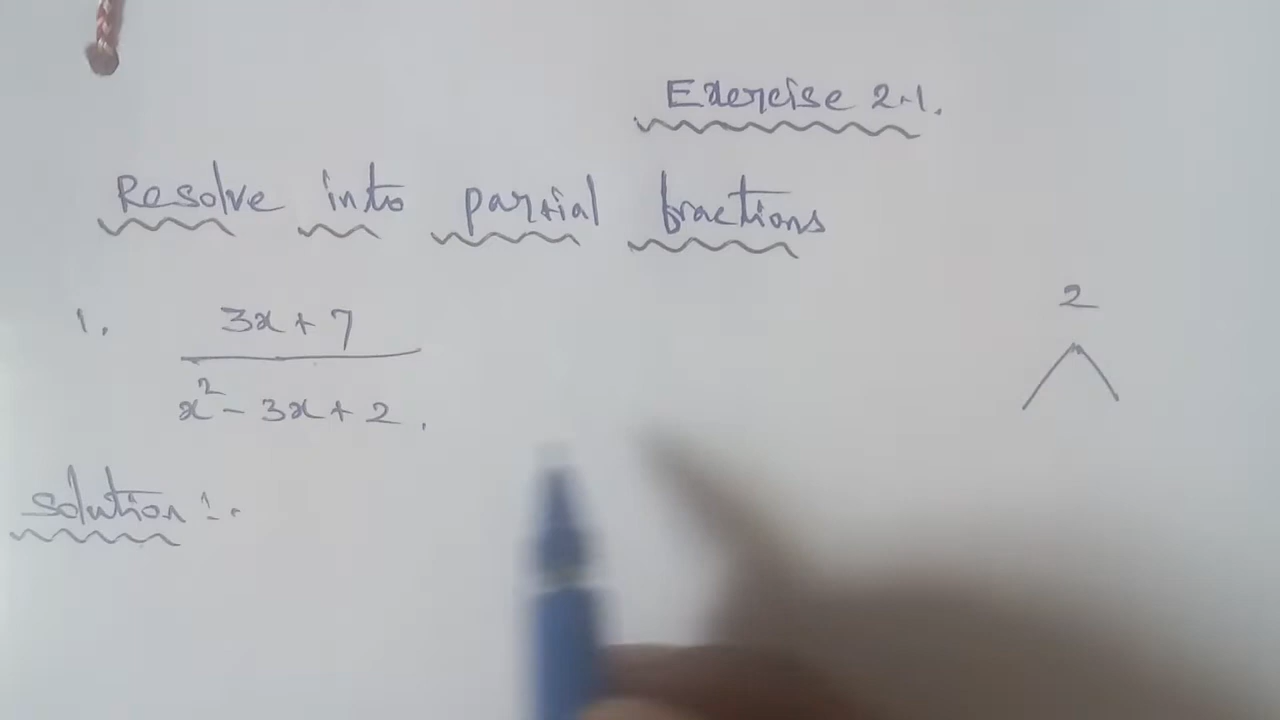 Exercise 2.1.
Resolve into partial fractions
1. 3x + 7
x² - 3x + 2.
2
Solution :-